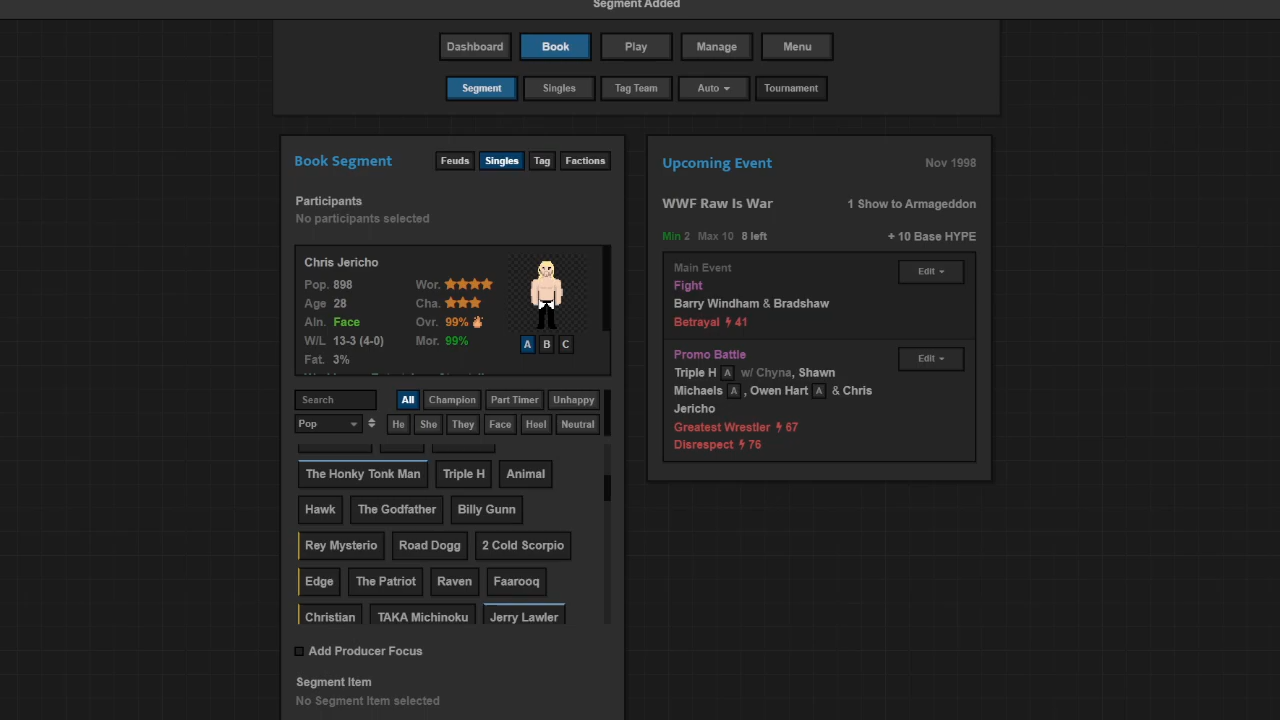 Segment Added
Dashboard Book Play Manage Menu
Segment Singles Tag Team Auto Tournament
Book Segment Feuds Singles Tag Factions
Participants
No participants selected
Chris Jericho
Pop. 898 Wor.
Age 28 Cha.
Aln. Face Ovr. 99%
W/L 13-3 (4-0) Mor. 99%
Fat. 3%
A B C
Search All Champion Part Timer Unhappy
Pop He She They Face Heel Neutral
The Honky Tonk Man Triple H Animal
Hawk The Godfather Billy Gunn
Rey Mysterio Road Dogg 2 Cold Scorpio
Edge The Patriot Raven Faarooq
Christian TAKA Michinoku Jerry Lawler
Add Producer Focus
Segment Item
No Segment Item selected
Upcoming Event Nov 1998
WWF Raw Is War 1 Show to Armageddon
Min 2 Max 10 8 left + 10 Base HYPE
Main Event Edit
Fight
Barry Windham & Bradshaw
Betrayal 41
Promo Battle Edit
Triple H A w/ Chyna, Shawn
Michaels A , Owen Hart A & Chris
Jericho
Greatest Wrestler 67
Disrespect 76